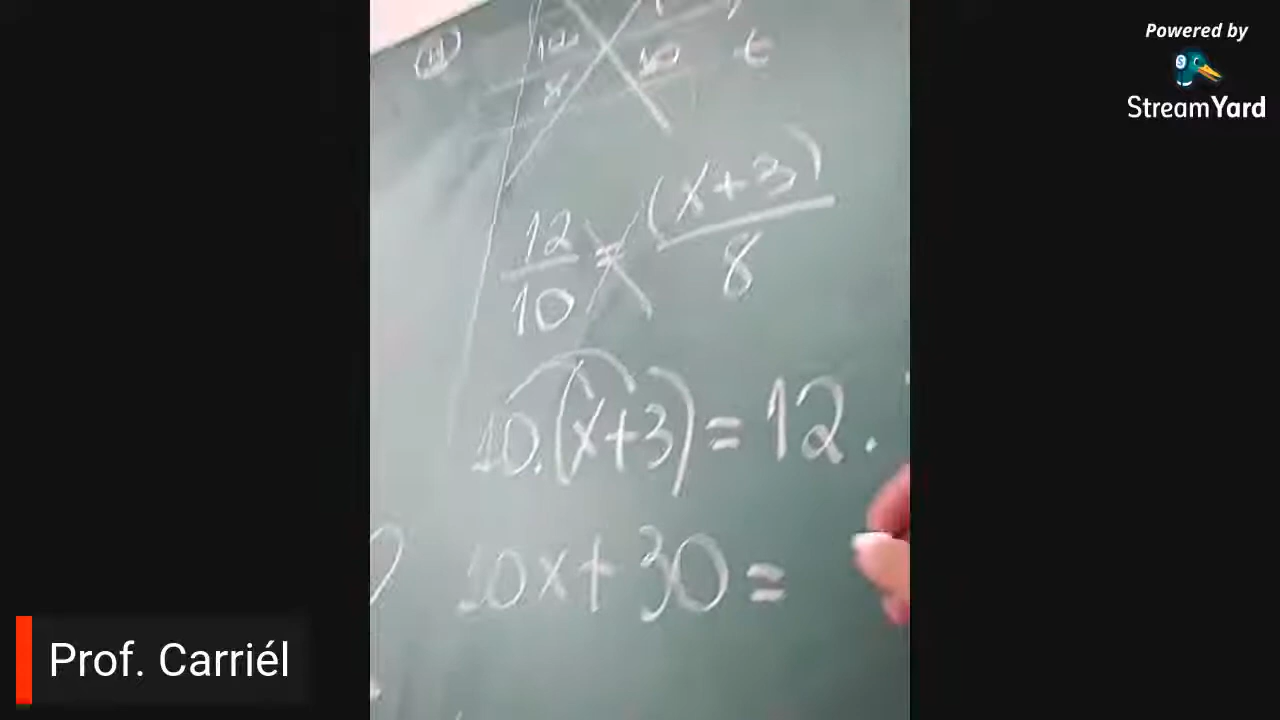 Powered by
StreamYard
12 = (x+3)
10 8
10.(x+3) = 12.
10x + 30 =
Prof. Carriél